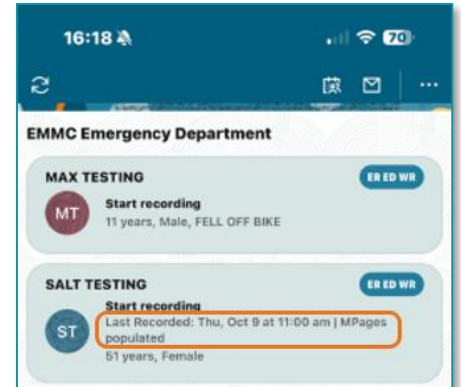 16:18
70
EMMC Emergency Department
MAX TESTING
ER ED WR
MT
Start recording
11 years, Male, FELL OFF BIKE
SALT TESTING
ER ED WR
ST
Start recording
Last Recorded: Thu, Oct 9 at 11:00 am | MPages
populated
51 years, Female